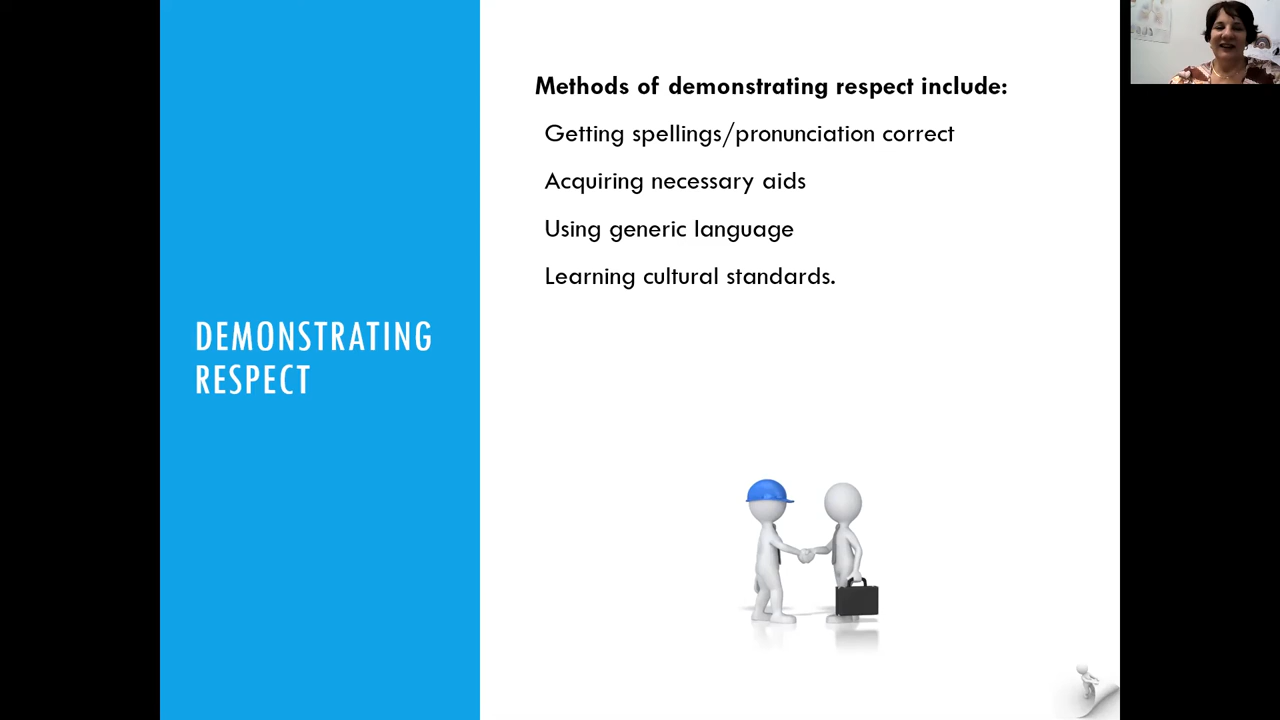 Methods of demonstrating respect include:
Getting spellings/pronunciation correct
Acquiring necessary aids
Using generic language
Learning cultural standards.
DEMONSTRATING
RESPECT